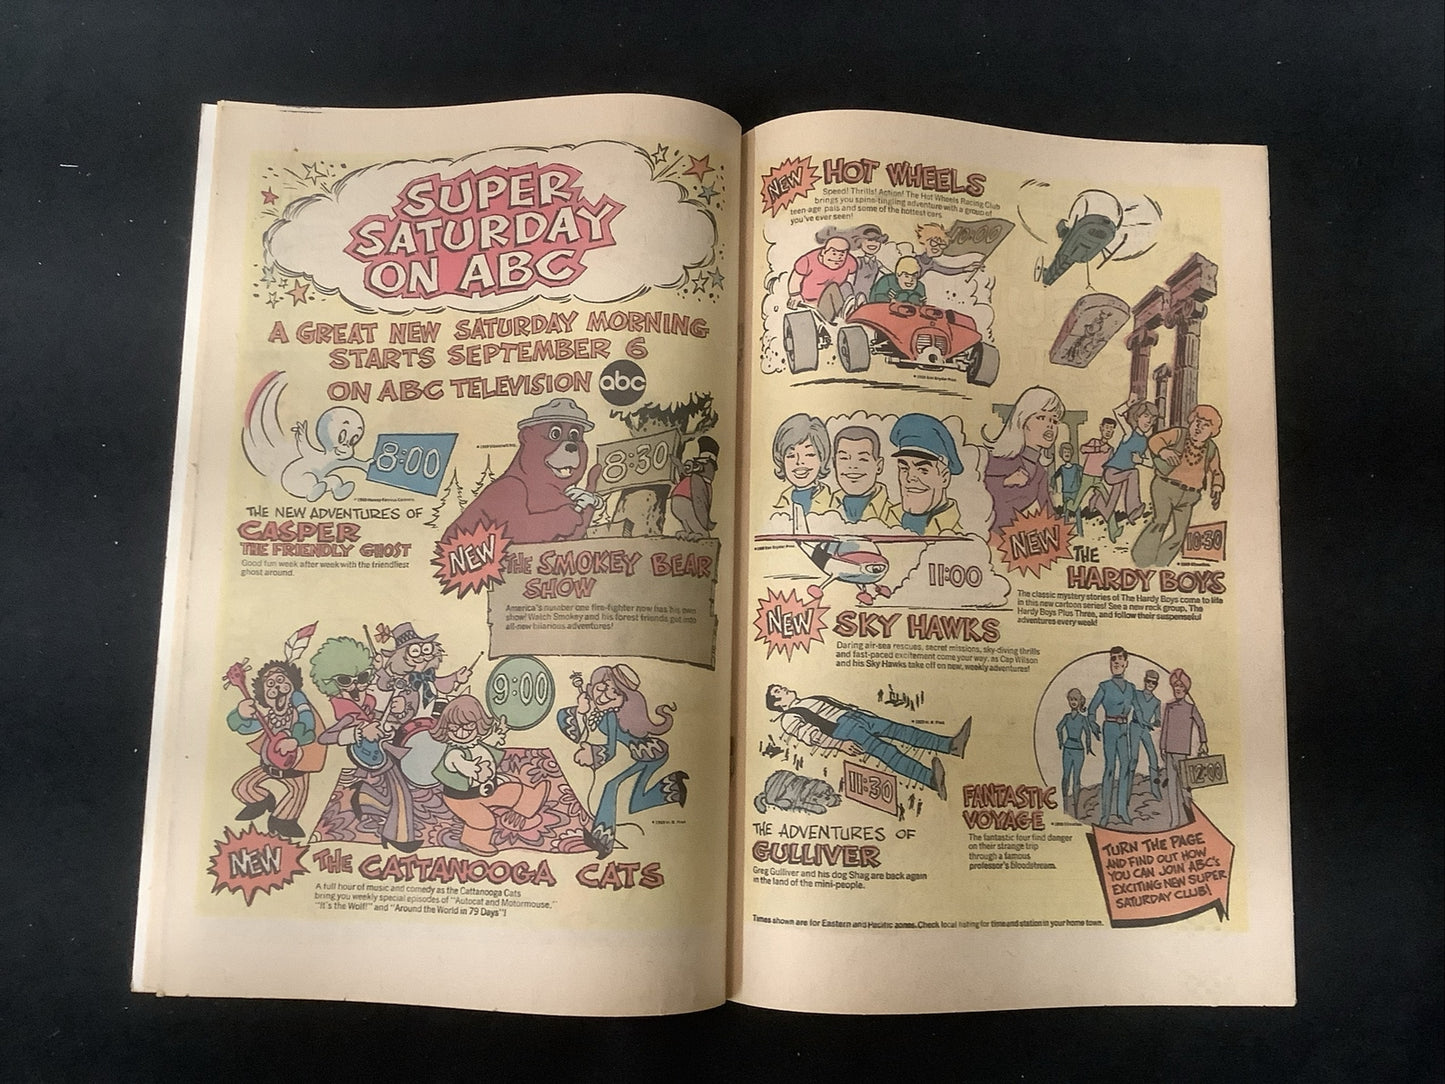 SUPER
SATURDAY
ON ABC
A GREAT NEW SATURDAY MORNING
STARTS SEPTEMBER 6
ON ABC TELEVISION abc
8:00
THE NEW ADVENTURES OF
CASPER
THE FRIENDLY GHOST
Good fun week after week with the friendliest
ghost around.
8:30
NEW
THE SMOKEY BEAR
SHOW
America's number one fire-fighter now has his own
show! Watch Smokey and his forest friends get into
all-new hilarious adventures!
9:00
NEW
THE CATTANOOGA CATS
A full hour of music and comedy as the Cattanooga Cats
bring you weekly special episodes of "Autocat and Motormouse,"
"It's the Wolf!" and "Around the World in 79 Days"!
NEW
HOT WHEELS
Speed! Thrills! Action! The Hot Wheels Racing Club
brings you spine-tingling adventure with a group of
teen-age pals and some of the hottest cars
you've ever seen!
10:00
10:30
NEW
THE
HARDY BOYS
The classic mystery stories of The Hardy Boys come to life
in this new cartoon series! See a new rock group, The
Hardy Boys Plus Three, and follow their suspenseful
adventures every week!
11:00
NEW
SKY HAWKS
Daring air-sea rescues, secret missions, sky-diving thrills
and fast-paced excitement come your way, as Cap Wilson
and his Sky Hawks take off on new, weekly adventures!
11:30
THE ADVENTURES OF
GULLIVER
Greg Gulliver and his dog Shag are back again
in the land of the mini-people.
12:00
FANTASTIC
VOYAGE
The fantastic four find danger
on their strange trip
through a famous
professor's bloodstream.
TURN THE PAGE
AND FIND OUT HOW
YOU CAN JOIN ABC'S
EXCITING NEW SUPER
SATURDAY CLUB!
Times shown are for Eastern and Pacific zones. Check local listing for time and station in your home town.